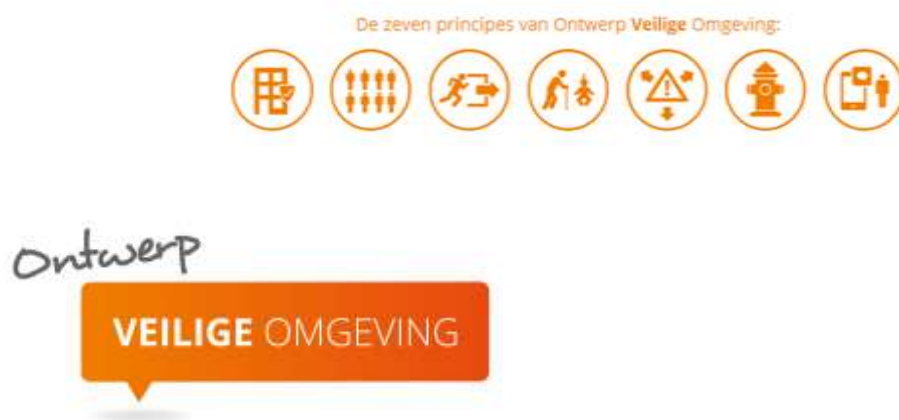 De zeven principes van Ontwerp Veilige Omgeving:
Ontwerp
VEILIGE OMGEVING